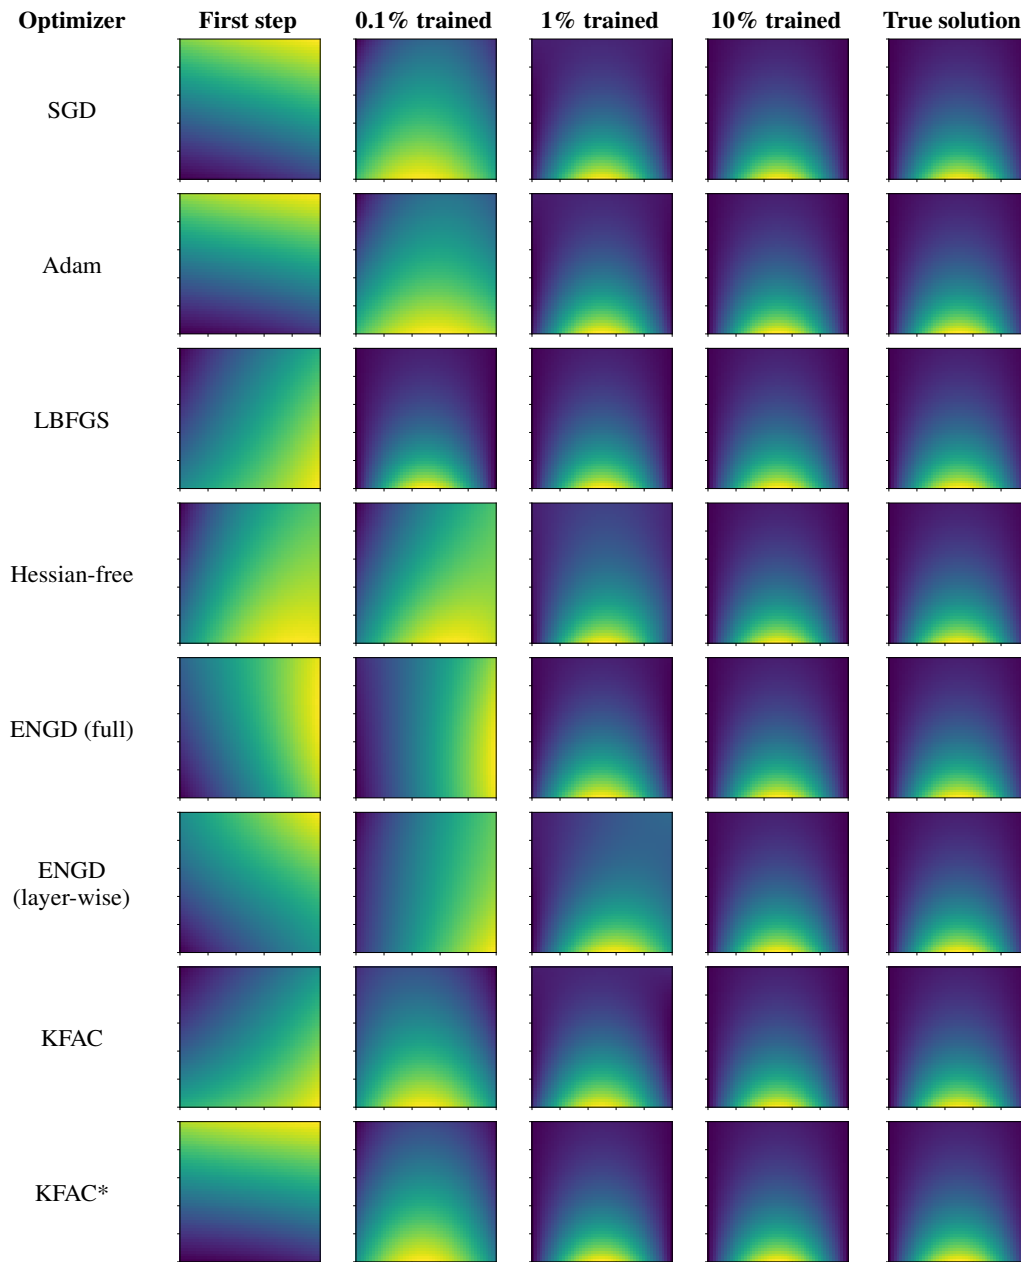 Optimizer First step 0.1% trained 1% trained 10% trained True solution
SGD
Adam
LBFGS
Hessian-free
ENGD (full)
ENGD
(layer-wise)
KFAC
KFAC*